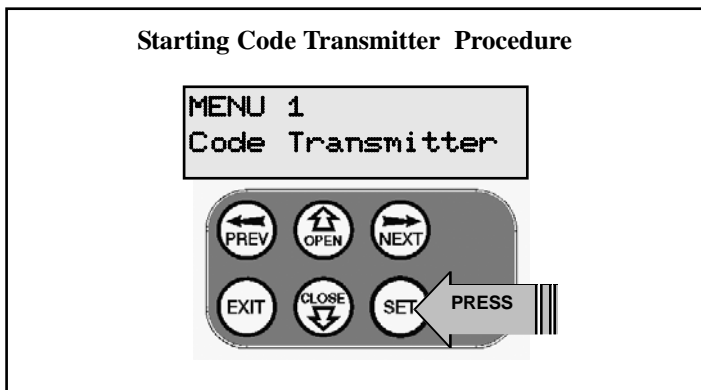 Starting Code Transmitter Procedure
MENU 1
Code Transmitter
PREV
OPEN
NEXT
EXIT
CLOSE
SET
PRESS